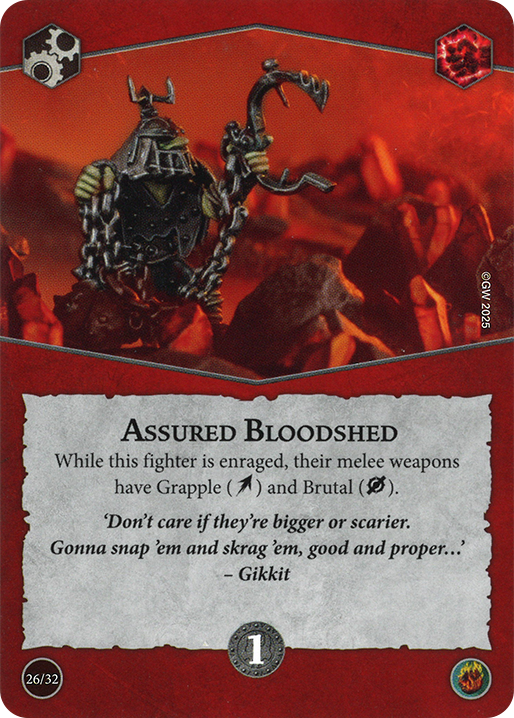 ©GW 2025
Assured Bloodshed
While this fighter is enraged, their melee weapons
have Grapple ( ) and Brutal ( ).
‘Don’t care if they’re bigger or scarier.
Gonna snap ’em and skrag ’em, good and proper…’
– Gikkit
1
26/32